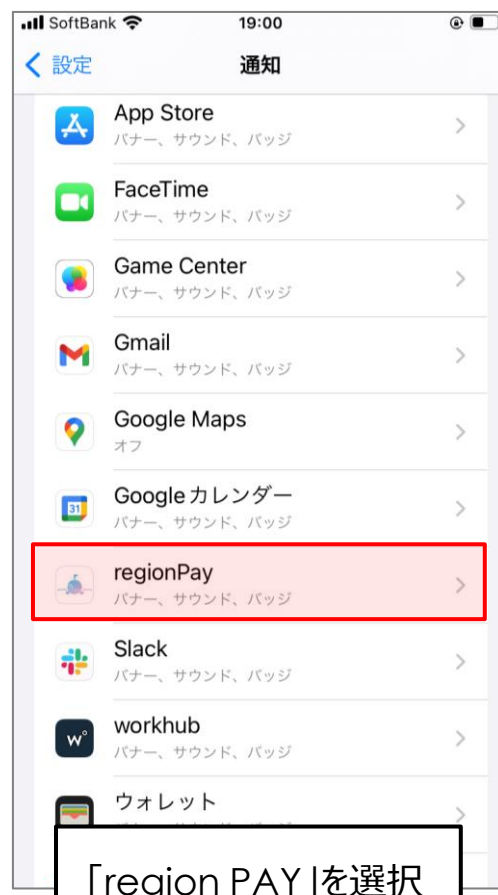 SoftBank 19:00
設定 通知
App Store
バナー、サウンド、バッジ
FaceTime
バナー、サウンド、バッジ
Game Center
バナー、サウンド、バッジ
Gmail
バナー、サウンド、バッジ
Google Maps
オフ
31
Googleカレンダー
バナー、サウンド、バッジ
regionPay
バナー、サウンド、バッジ
Slack
バナー、サウンド、バッジ
w°
workhub
バナー、サウンド、バッジ
ウォレット
「region PAY」を選択